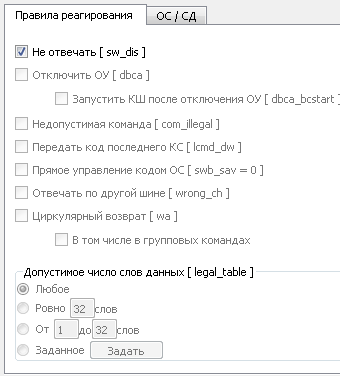 Правила реагирования ОС / СД
Не отвечать [ sw_dis ]
Отключить ОУ [ dbca ]
Запустить КШ после отключения ОУ [ dbca_bcstart ]
Недопустимая команда [ com_illegal ]
Передать код последнего КС [ lcmd_dw ]
Прямое управление кодом ОС [ swb_sav = 0 ]
Отвечать по другой шине [ wrong_ch ]
Циркулярный возврат [ wa ]
В том числе в групповых командах
Допустимое число слов данных [ legal_table ]
Любое
Ровно 32 слов
От 1 до 32 слов
Заданное Задать